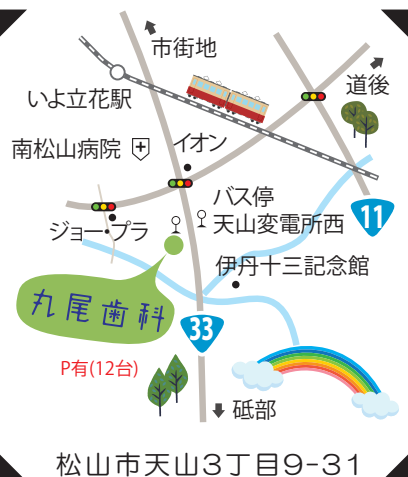 市街地
道後
いよ立花駅
南松山病院
イオン
バス停
天山変電所西
ジョー・プラ
11
伊丹十三記念館
丸尾歯科
33
P有(12台)
砥部
松山市天山3丁目9-31